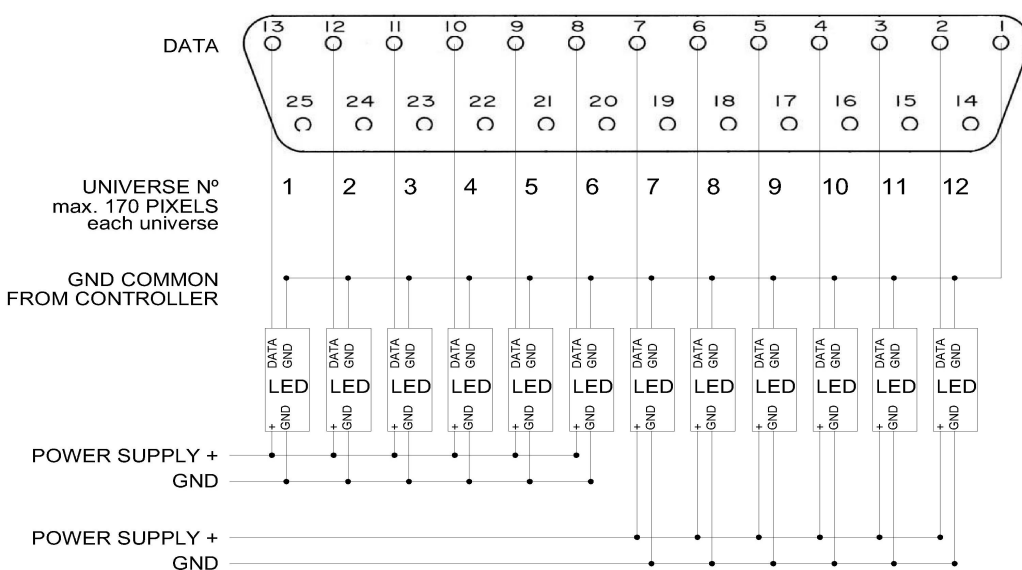 13 12 11 10 9 8 7 6 5 4 3 2 1
DATA
25 24 23 22 21 20 19 18 17 16 15 14
UNIVERSE Nº 1 2 3 4 5 6 7 8 9 10 11 12
max. 170 PIXELS
each universe
GND COMMON
FROM CONTROLLER
DATA GND DATA GND DATA GND DATA GND DATA GND DATA GND DATA GND DATA GND DATA GND DATA GND DATA GND DATA GND
LED LED LED LED LED LED LED LED LED LED LED LED
+ GND + GND + GND + GND + GND + GND + GND + GND + GND + GND + GND + GND
POWER SUPPLY +
GND
POWER SUPPLY +
GND